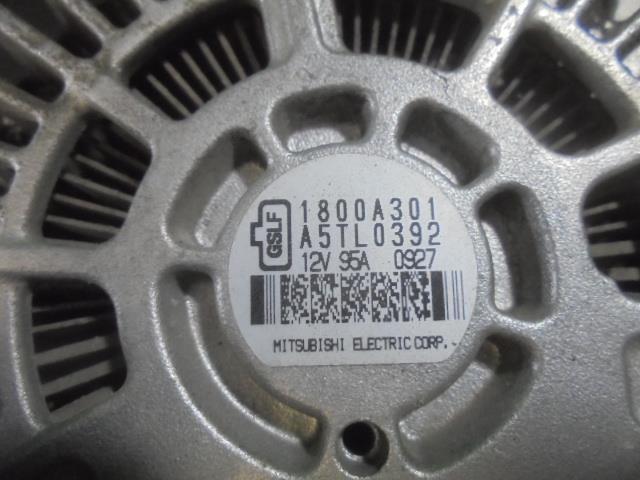 GSLF
1800A301
A5TL0392
12V 95A 0927
MITSUBISHI ELECTRIC CORP.